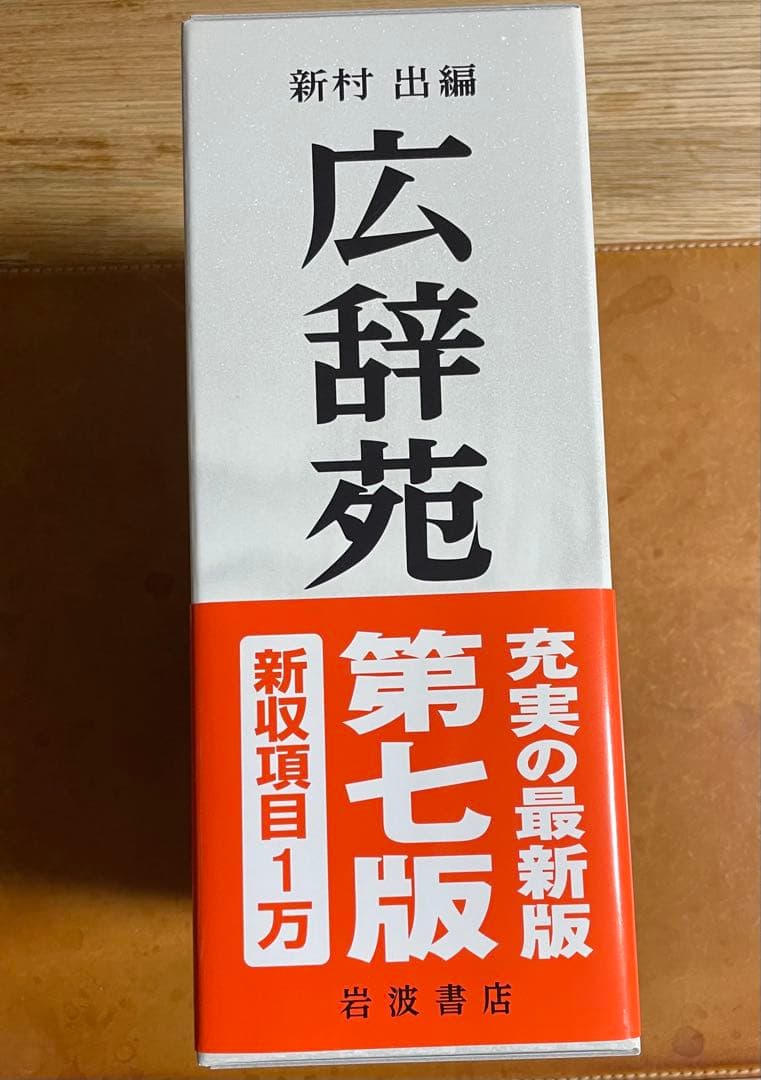 新村 出編
広辞苑
充実の最新版
第七版
新収項目1万
岩波書店